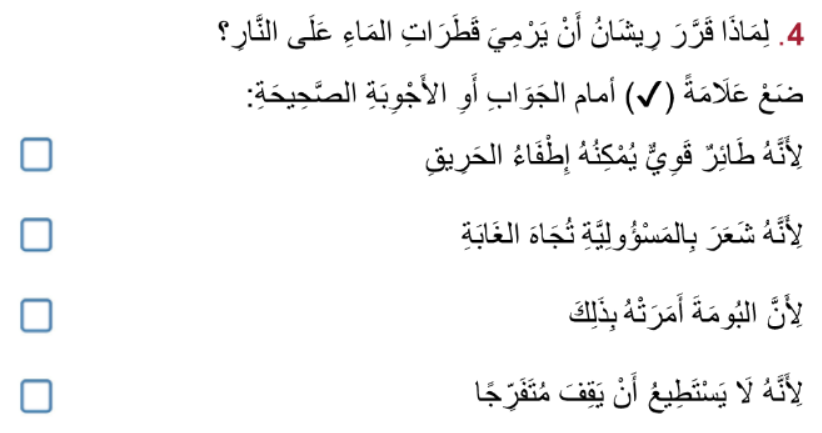 4. لِمَاذَا قَرَّرَ رِيشَانُ أَنْ يَرْمِيَ قَطَرَاتِ المَاءِ عَلَى النَّارِ؟
ضَعْ عَلَامَةً (✓) أمام الجَوَابِ أَوِ الأَجْوِبَةِ الصَّحِيحَةِ:
لِأَنَّهُ طَائِرٌ قَوِيٌّ يُمْكِنُهُ إِطْفَاءُ الحَرِيقِ
لِأَنَّهُ شَعَرَ بِالمَسْؤُولِيَّةِ تُجَاهَ الغَابَةِ
لِأَنَّ البُومَةَ أَمَرَتْهُ بِذَلِكَ
لِأَنَّهُ لَا يَسْتَطِيعُ أَنْ يَقِفَ مُتَفَرِّجًا